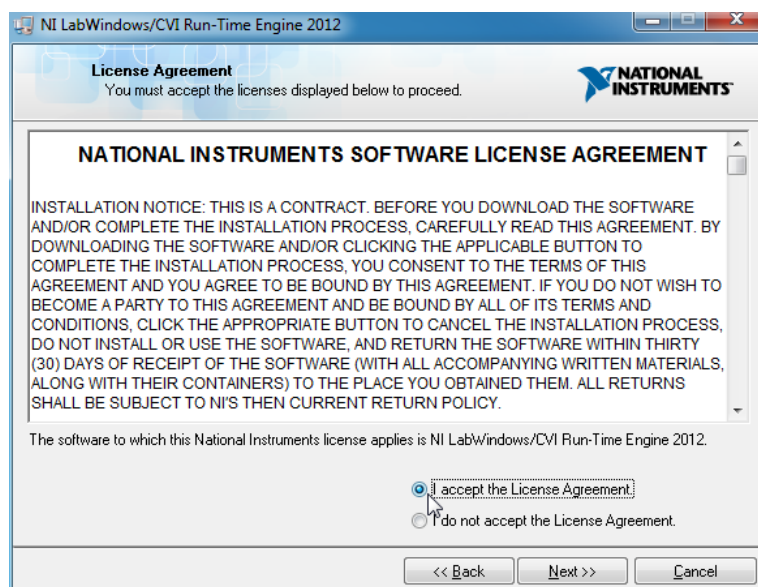 NI LabWindows/CVI Run-Time Engine 2012
License Agreement
You must accept the licenses displayed below to proceed.
NATIONAL
INSTRUMENTS™
NATIONAL INSTRUMENTS SOFTWARE LICENSE AGREEMENT
INSTALLATION NOTICE: THIS IS A CONTRACT. BEFORE YOU DOWNLOAD THE SOFTWARE
AND/OR COMPLETE THE INSTALLATION PROCESS, CAREFULLY READ THIS AGREEMENT. BY
DOWNLOADING THE SOFTWARE AND/OR CLICKING THE APPLICABLE BUTTON TO
COMPLETE THE INSTALLATION PROCESS, YOU CONSENT TO THE TERMS OF THIS
AGREEMENT AND YOU AGREE TO BE BOUND BY THIS AGREEMENT. IF YOU DO NOT WISH TO
BECOME A PARTY TO THIS AGREEMENT AND BE BOUND BY ALL OF ITS TERMS AND
CONDITIONS, CLICK THE APPROPRIATE BUTTON TO CANCEL THE INSTALLATION PROCESS,
DO NOT INSTALL OR USE THE SOFTWARE, AND RETURN THE SOFTWARE WITHIN THIRTY
(30) DAYS OF RECEIPT OF THE SOFTWARE (WITH ALL ACCOMPANYING WRITTEN MATERIALS,
ALONG WITH THEIR CONTAINERS) TO THE PLACE YOU OBTAINED THEM. ALL RETURNS
SHALL BE SUBJECT TO NI'S THEN CURRENT RETURN POLICY.
The software to which this National Instruments license applies is NI LabWindows/CVI Run-Time Engine 2012.
I accept the License Agreement.
I do not accept the License Agreement.
<< Back
Next >>
Cancel